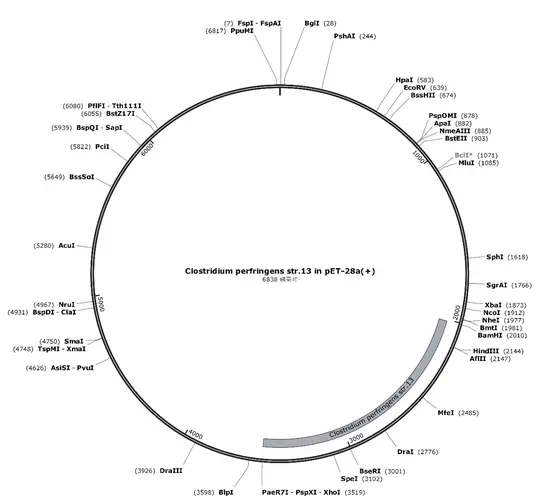 (7) FspI - FspAI
BglI (28)
(6817) PpuMI
PshAI (244)
HpaI (583)
EcoRV (639)
BssHII (674)
PspOMI (878)
ApaI (882)
NmeAIII (885)
BstEII (903)
BclI* (1071)
MluI (1085)
SphI (1618)
SgrAI (1766)
XbaI (1873)
NcoI (1912)
NheI (1977)
BmtI (1981)
BamHI (2010)
HindIII (2144)
AflII (2147)
MfeI (2485)
DraI (2776)
BseRI (3001)
SpeI (3102)
PaeR7I - PspXI - XhoI (3519)
(3598) BlpI
(3926) DraIII
(4626) AsiSI - PvuI
(4748) TspMI - XmaI
(4750) SmaI
(4931) BspDI - ClaI
(4967) NruI
(5280) AcuI
(5649) BssSαI
(5822) PciI
(5939) BspQI - SapI
(6055) BstZ17I
(6080) PflFI - Tth111I
1000
2000
3000
4000
5000
6000
Clostridium perfringens str.13
Clostridium perfringens str.13 in pET-28a(+)
6838